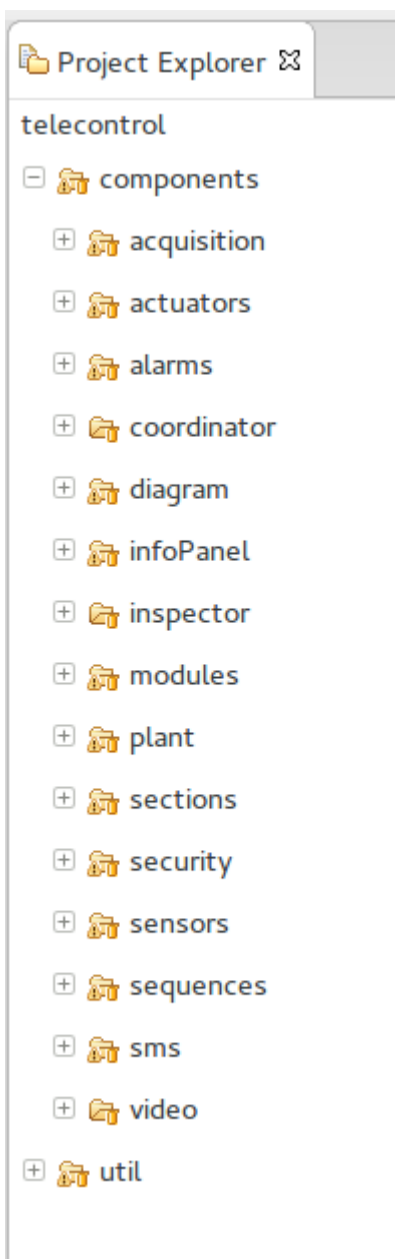 Project Explorer
telecontrol
components
acquisition
actuators
alarms
coordinator
diagram
infoPanel
inspector
modules
plant
sections
security
sensors
sequences
sms
video
util